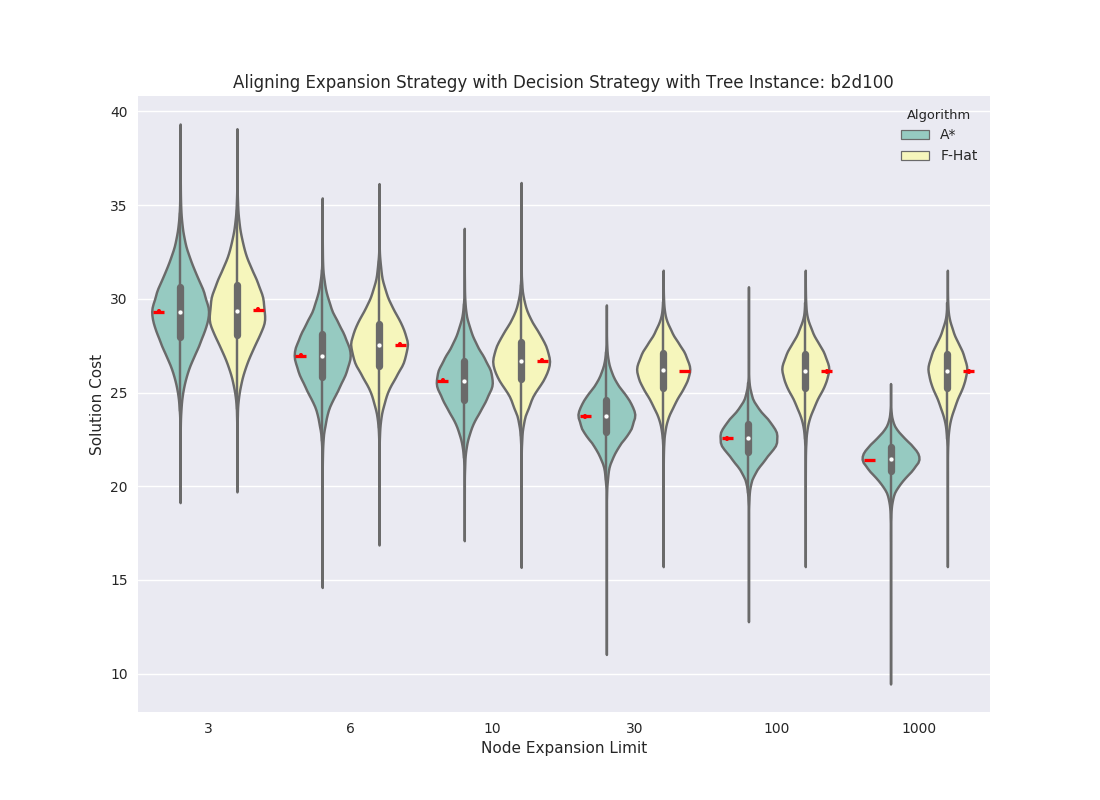 Aligning Expansion Strategy with Decision Strategy with Tree Instance: b2d100
Algorithm
A*
F-Hat
40
35
30
25
20
15
10
Solution Cost
3 6 10 30 100 1000
Node Expansion Limit